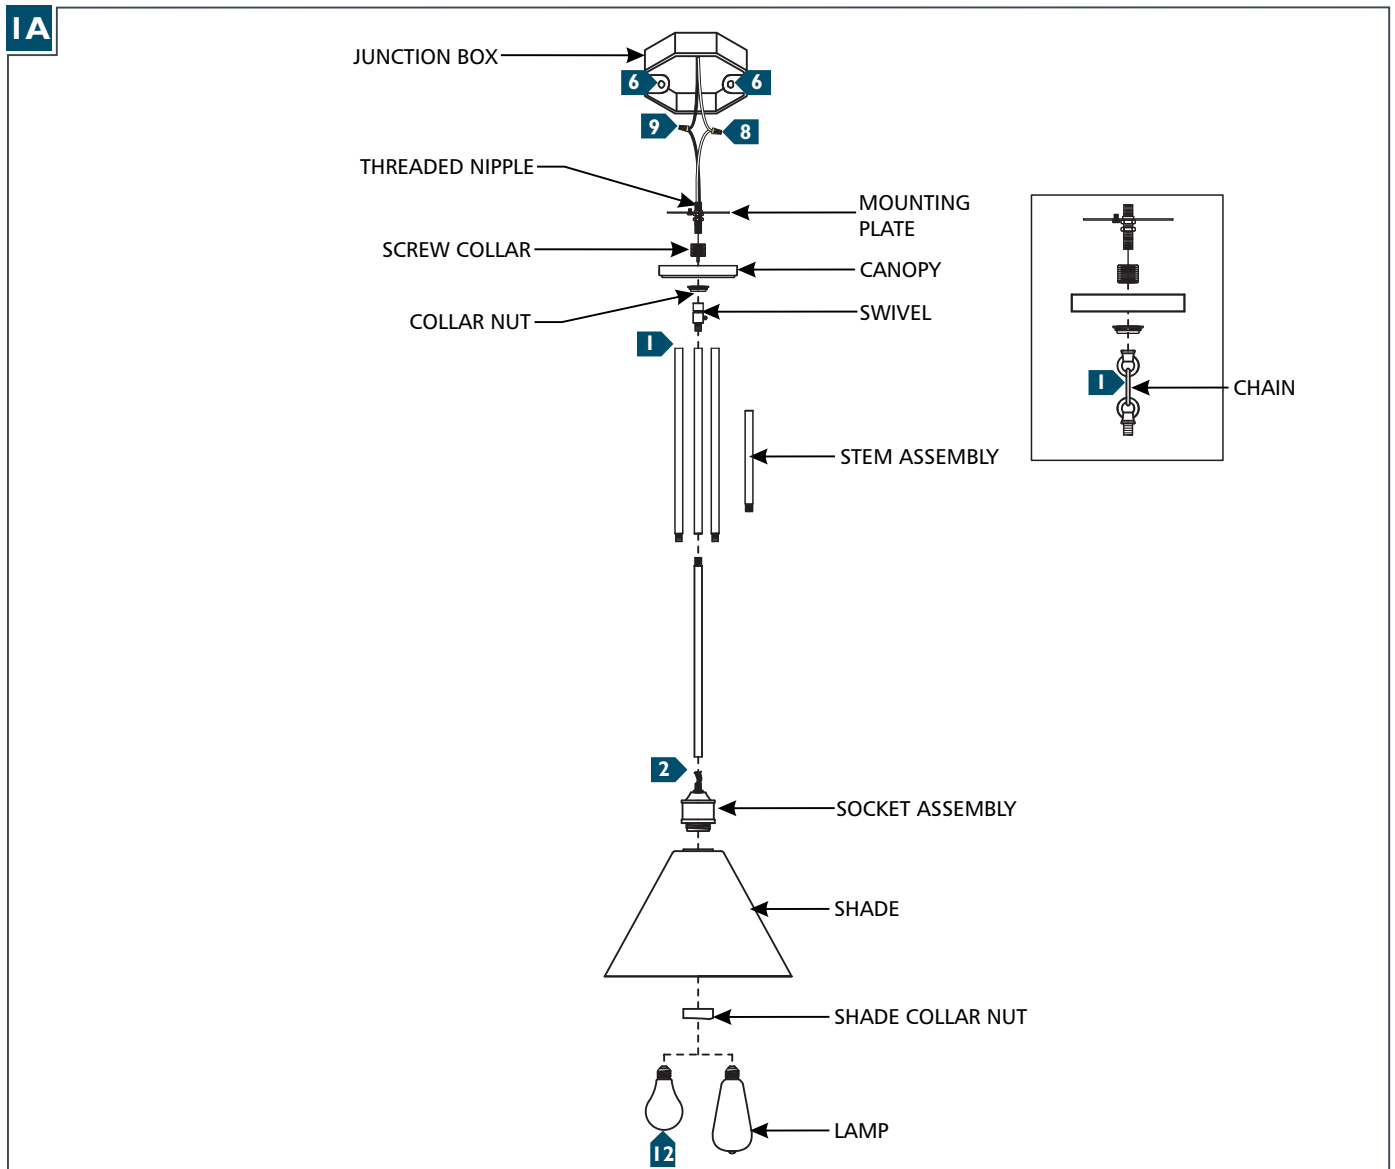 1A
JUNCTION BOX
6
6
9
8
THREADED NIPPLE
MOUNTING
PLATE
SCREW COLLAR
CANOPY
COLLAR NUT
SWIVEL
1
1
CHAIN
STEM ASSEMBLY
2
SOCKET ASSEMBLY
SHADE
SHADE COLLAR NUT
LAMP
12